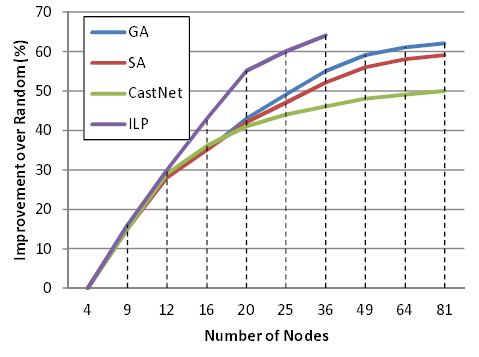 70
60
50
40
30
20
10
0
Improvement over Random (%)
GA
SA
CastNet
ILP
4 9 12 16 20 25 36 49 64 81
Number of Nodes